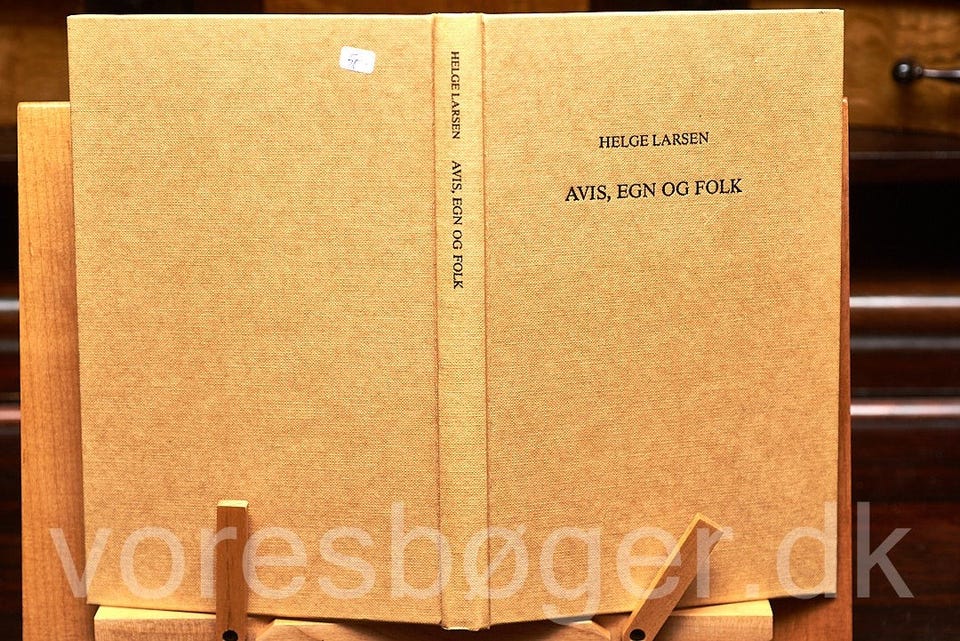 HELGE LARSEN AVIS, EGN OG FOLK
HELGE LARSEN
AVIS, EGN OG FOLK
voresbøger.dk